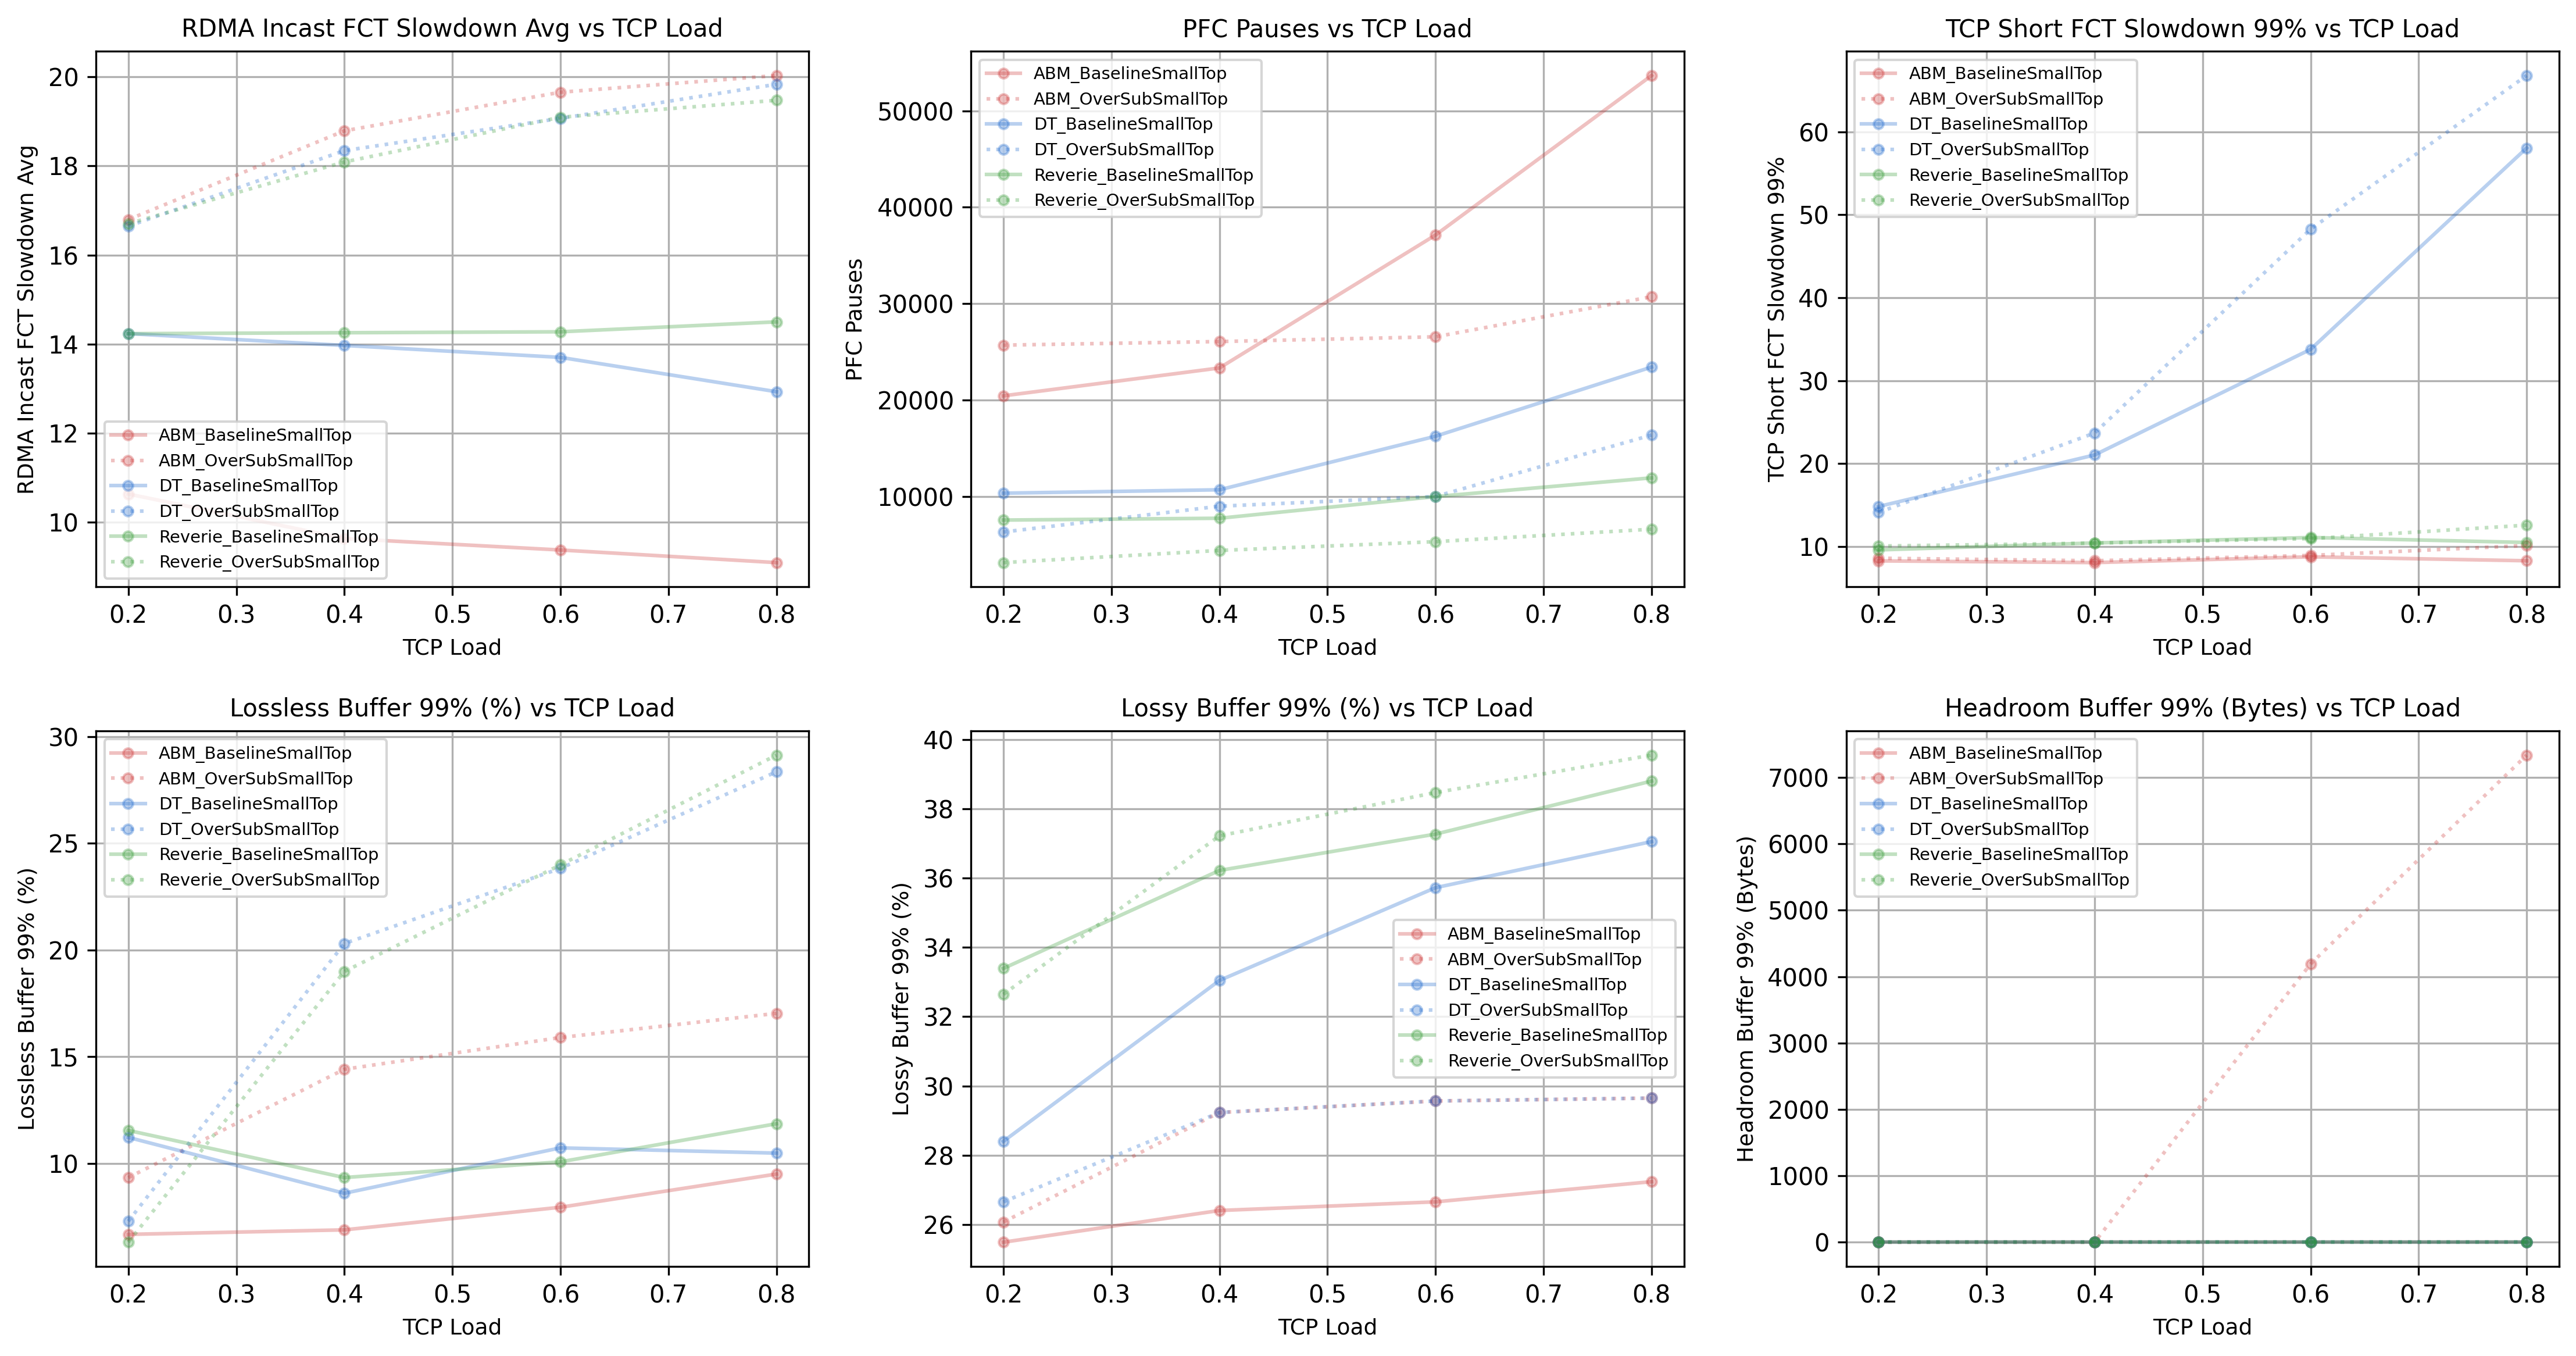 RDMA Incast FCT Slowdown Avg vs TCP Load
RDMA Incast FCT Slowdown Avg
20
18
16
14
12
10
ABM_BaselineSmallTop
ABM_OverSubSmallTop
DT_BaselineSmallTop
DT_OverSubSmallTop
Reverie_BaselineSmallTop
Reverie_OverSubSmallTop
0.2 0.3 0.4 0.5 0.6 0.7 0.8
TCP Load
PFC Pauses vs TCP Load
PFC Pauses
50000
40000
30000
20000
10000
ABM_BaselineSmallTop
ABM_OverSubSmallTop
DT_BaselineSmallTop
DT_OverSubSmallTop
Reverie_BaselineSmallTop
Reverie_OverSubSmallTop
0.2 0.3 0.4 0.5 0.6 0.7 0.8
TCP Load
TCP Short FCT Slowdown 99% vs TCP Load
TCP Short FCT Slowdown 99%
60
50
40
30
20
10
ABM_BaselineSmallTop
ABM_OverSubSmallTop
DT_BaselineSmallTop
DT_OverSubSmallTop
Reverie_BaselineSmallTop
Reverie_OverSubSmallTop
0.2 0.3 0.4 0.5 0.6 0.7 0.8
TCP Load
Lossless Buffer 99% (%) vs TCP Load
Lossless Buffer 99% (%)
30
25
20
15
10
ABM_BaselineSmallTop
ABM_OverSubSmallTop
DT_BaselineSmallTop
DT_OverSubSmallTop
Reverie_BaselineSmallTop
Reverie_OverSubSmallTop
0.2 0.3 0.4 0.5 0.6 0.7 0.8
TCP Load
Lossy Buffer 99% (%) vs TCP Load
Lossy Buffer 99% (%)
40
38
36
34
32
30
28
26
ABM_BaselineSmallTop
ABM_OverSubSmallTop
DT_BaselineSmallTop
DT_OverSubSmallTop
Reverie_BaselineSmallTop
Reverie_OverSubSmallTop
0.2 0.3 0.4 0.5 0.6 0.7 0.8
TCP Load
Headroom Buffer 99% (Bytes) vs TCP Load
Headroom Buffer 99% (Bytes)
7000
6000
5000
4000
3000
2000
1000
0
ABM_BaselineSmallTop
ABM_OverSubSmallTop
DT_BaselineSmallTop
DT_OverSubSmallTop
Reverie_BaselineSmallTop
Reverie_OverSubSmallTop
0.2 0.3 0.4 0.5 0.6 0.7 0.8
TCP Load